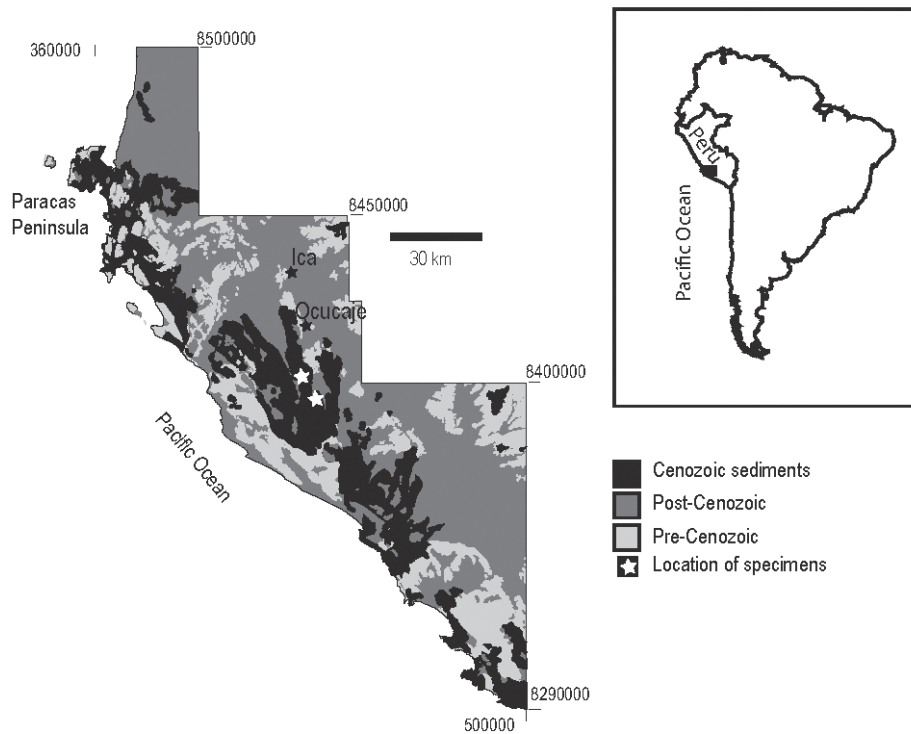 360000
8500000
Paracas
Peninsula
8450000
30 km
Ica
Ocucaje
8400000
Pacific Ocean
8290000
500000
Peru
Pacific Ocean
Cenozoic sediments
Post-Cenozoic
Pre-Cenozoic
Location of specimens